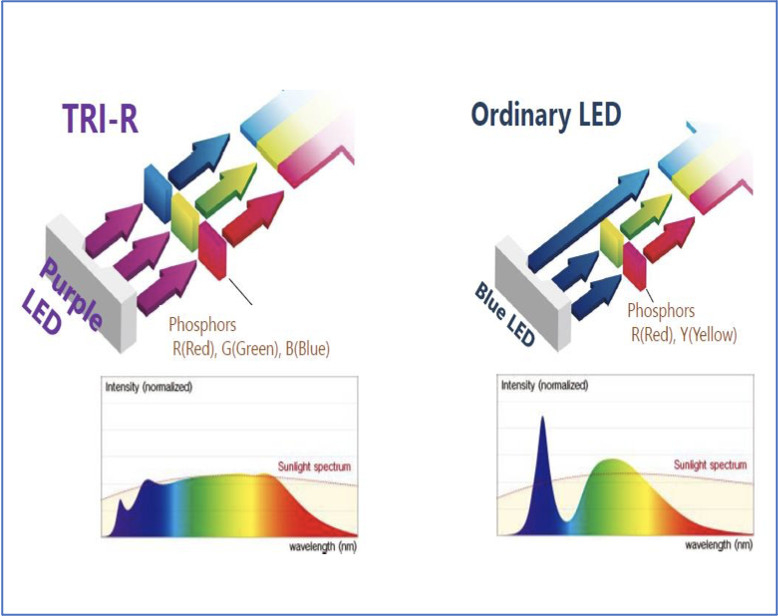 TRI-R
Purple
LED
Phosphors
R(Red), G(Green), B(Blue)
Intensity (normalized)
Sunlight spectrum
wavelength (nm)
Ordinary LED
Blue LED
Phosphors
R(Red), Y(Yellow)
Intensity (normalized)
Sunlight spectrum
wavelength (nm)